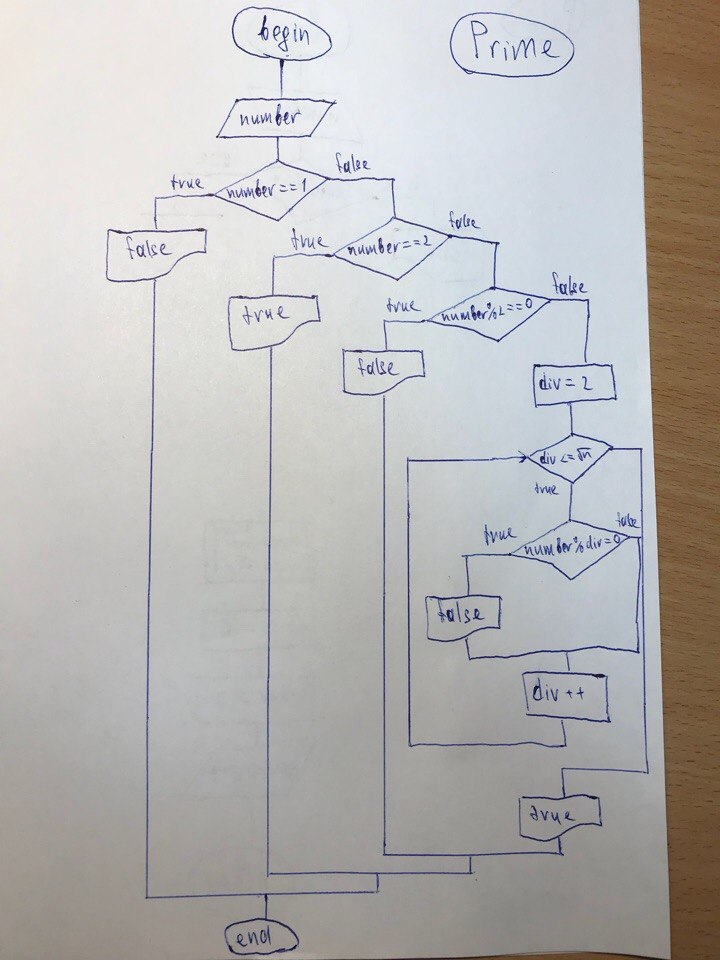 begin
Prime
number
true
false
number==1
false
true
false
number==2
true
true
false
number%2==0
false
div=2
div<=√n
true
true
false
number%div=0
false
div++
true
end